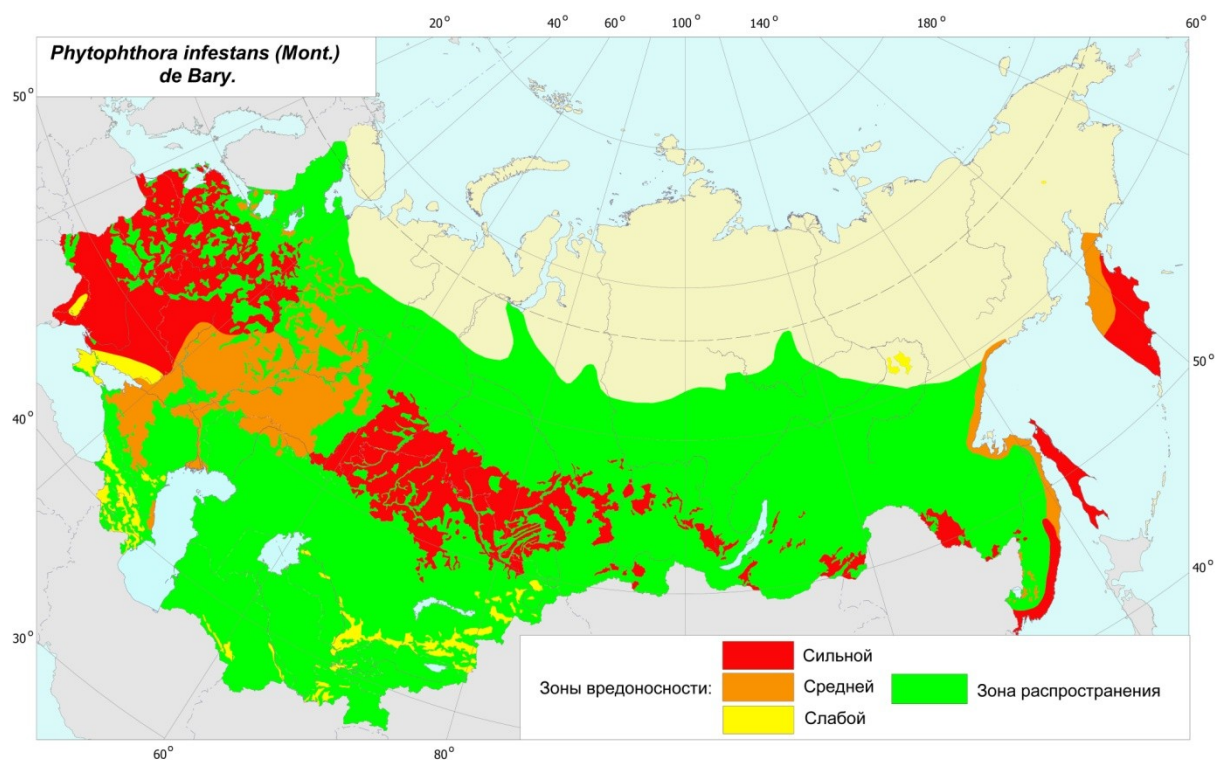 20° 40° 60° 80° 100° 140° 180° 60°
Phytophthora infestans (Mont.)
de Bary.
50°
50°
40°
40°
30°
Зоны вредоносности:
Сильной
Средней
Слабой
Зона распространения
60° 80°